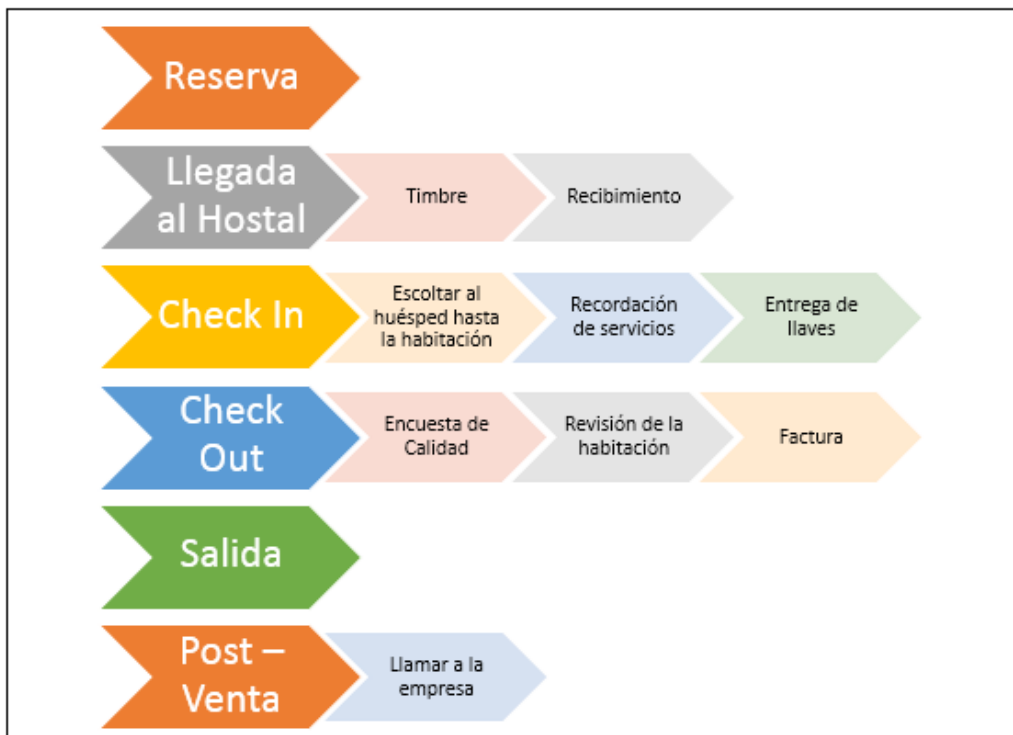 Reserva
Llegada
al Hostal
Timbre
Recibimiento
Check In
Escoltar al
huésped hasta
la habitación
Recordación
de servicios
Entrega de
llaves
Check
Out
Encuesta de
Calidad
Revisión de la
habitación
Factura
Salida
Post –
Venta
Llamar a la
empresa